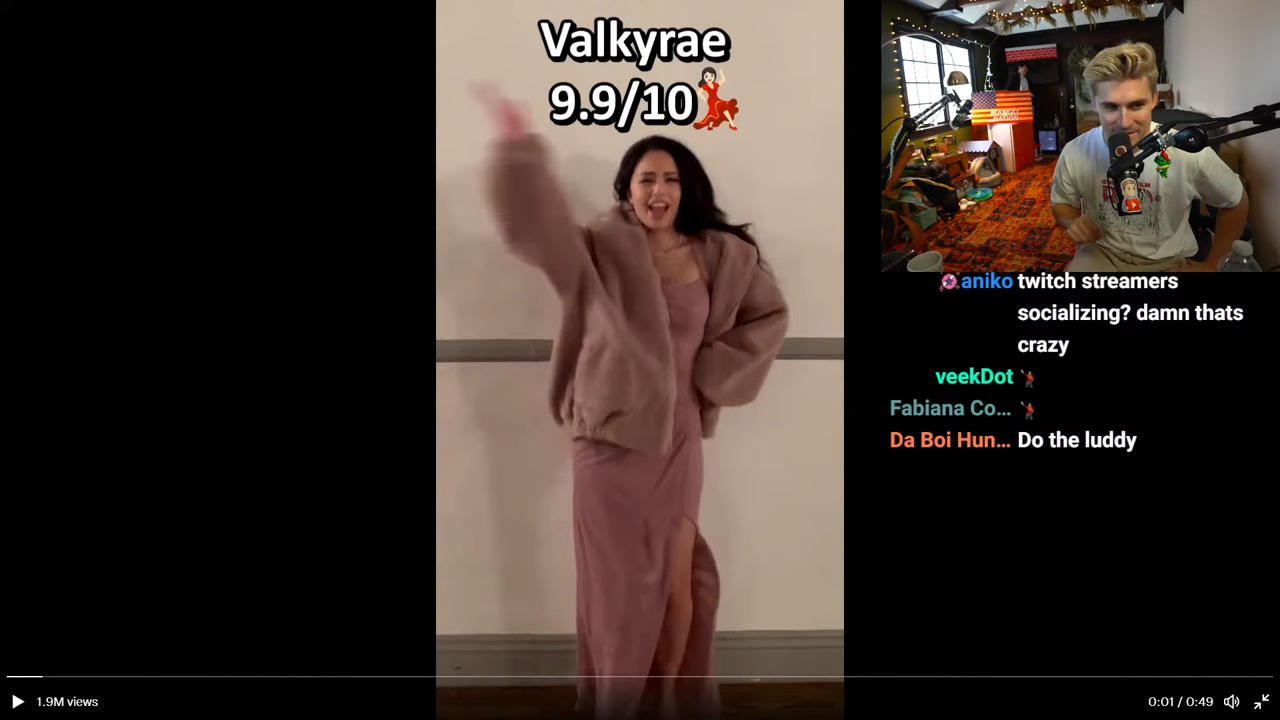 Valkyrae
9.9/10
aniko twitch streamers
socializing? damn thats
crazy
veekDot
Fabiana Co...
Da Boi Hun... Do the luddy
1.9M views
0:01 / 0:49